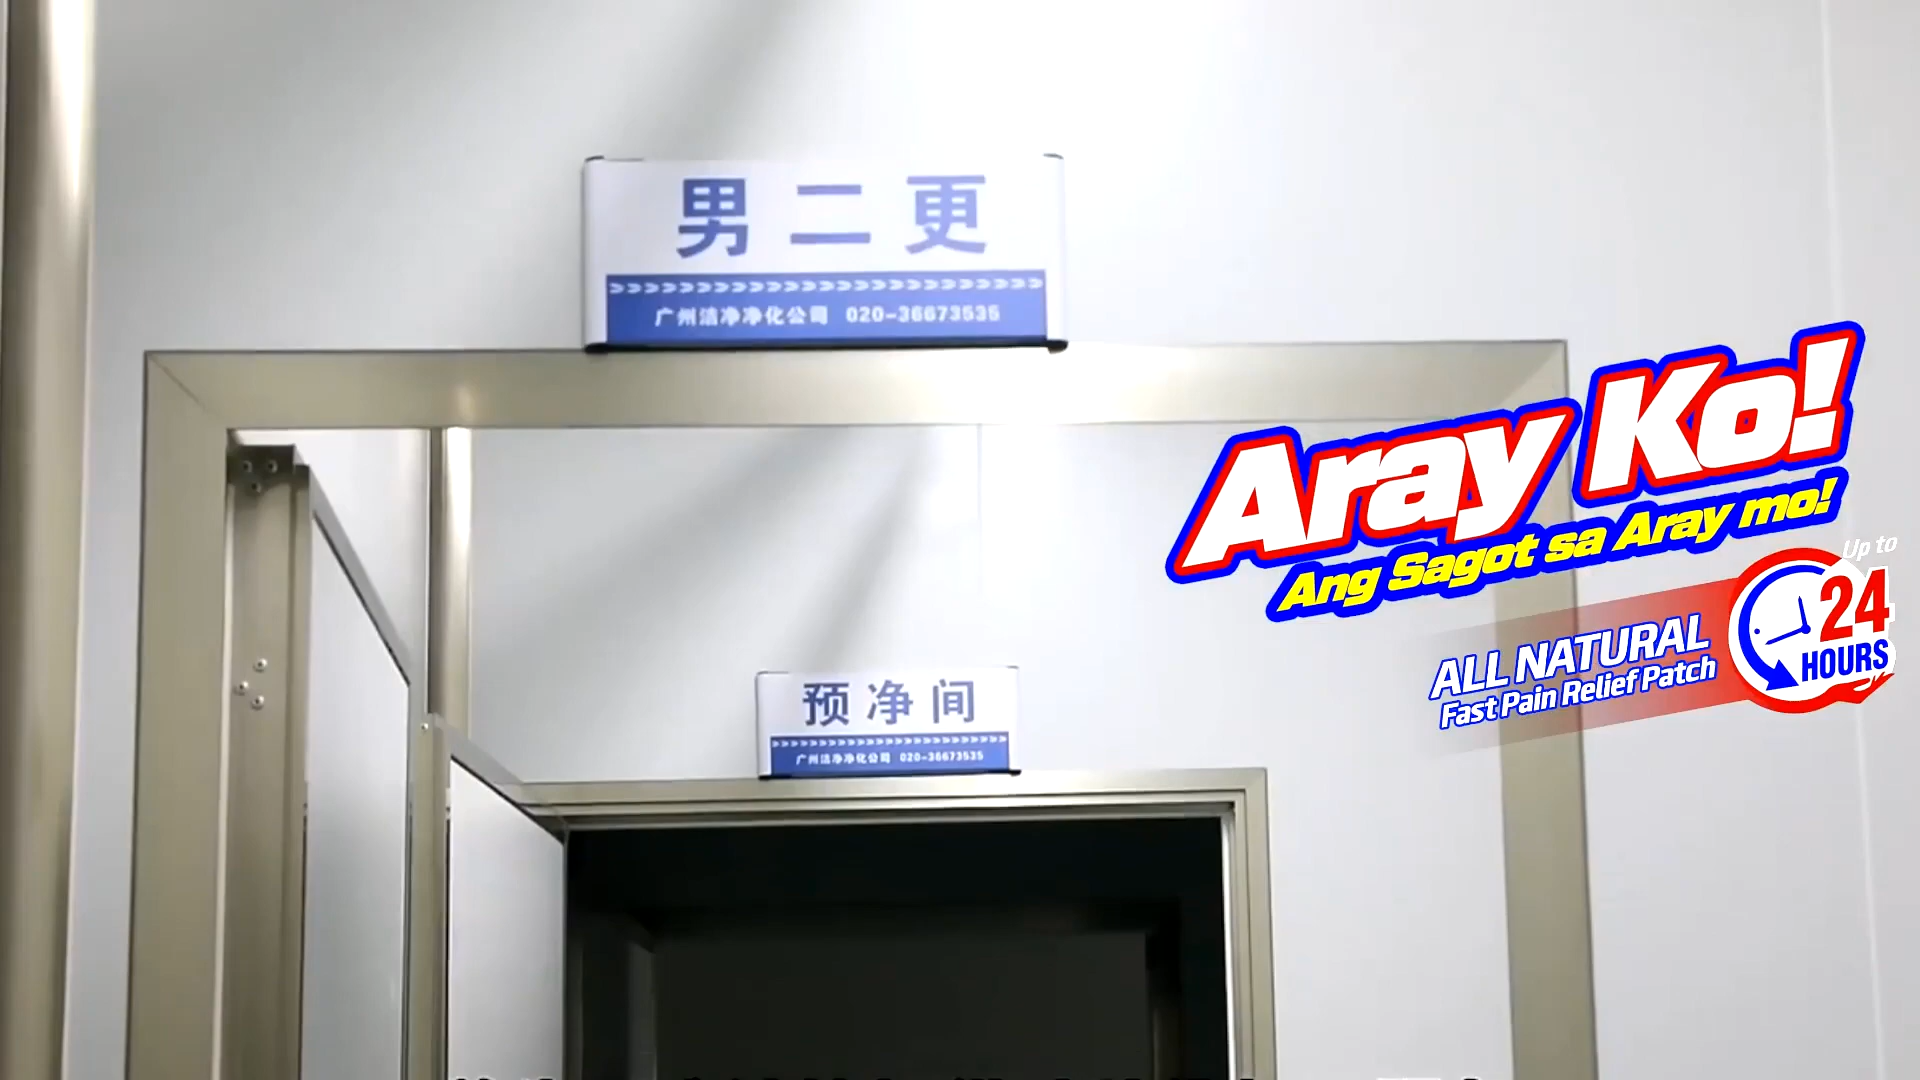 男二更
广州洁净净化公司 020-36673535
Aray Ko!
Ang Sagot sa Aray mo!
Up to
24
HOURS
ALL NATURAL
Fast Pain Relief Patch
预净间
广州洁净净化公司 020-36673535